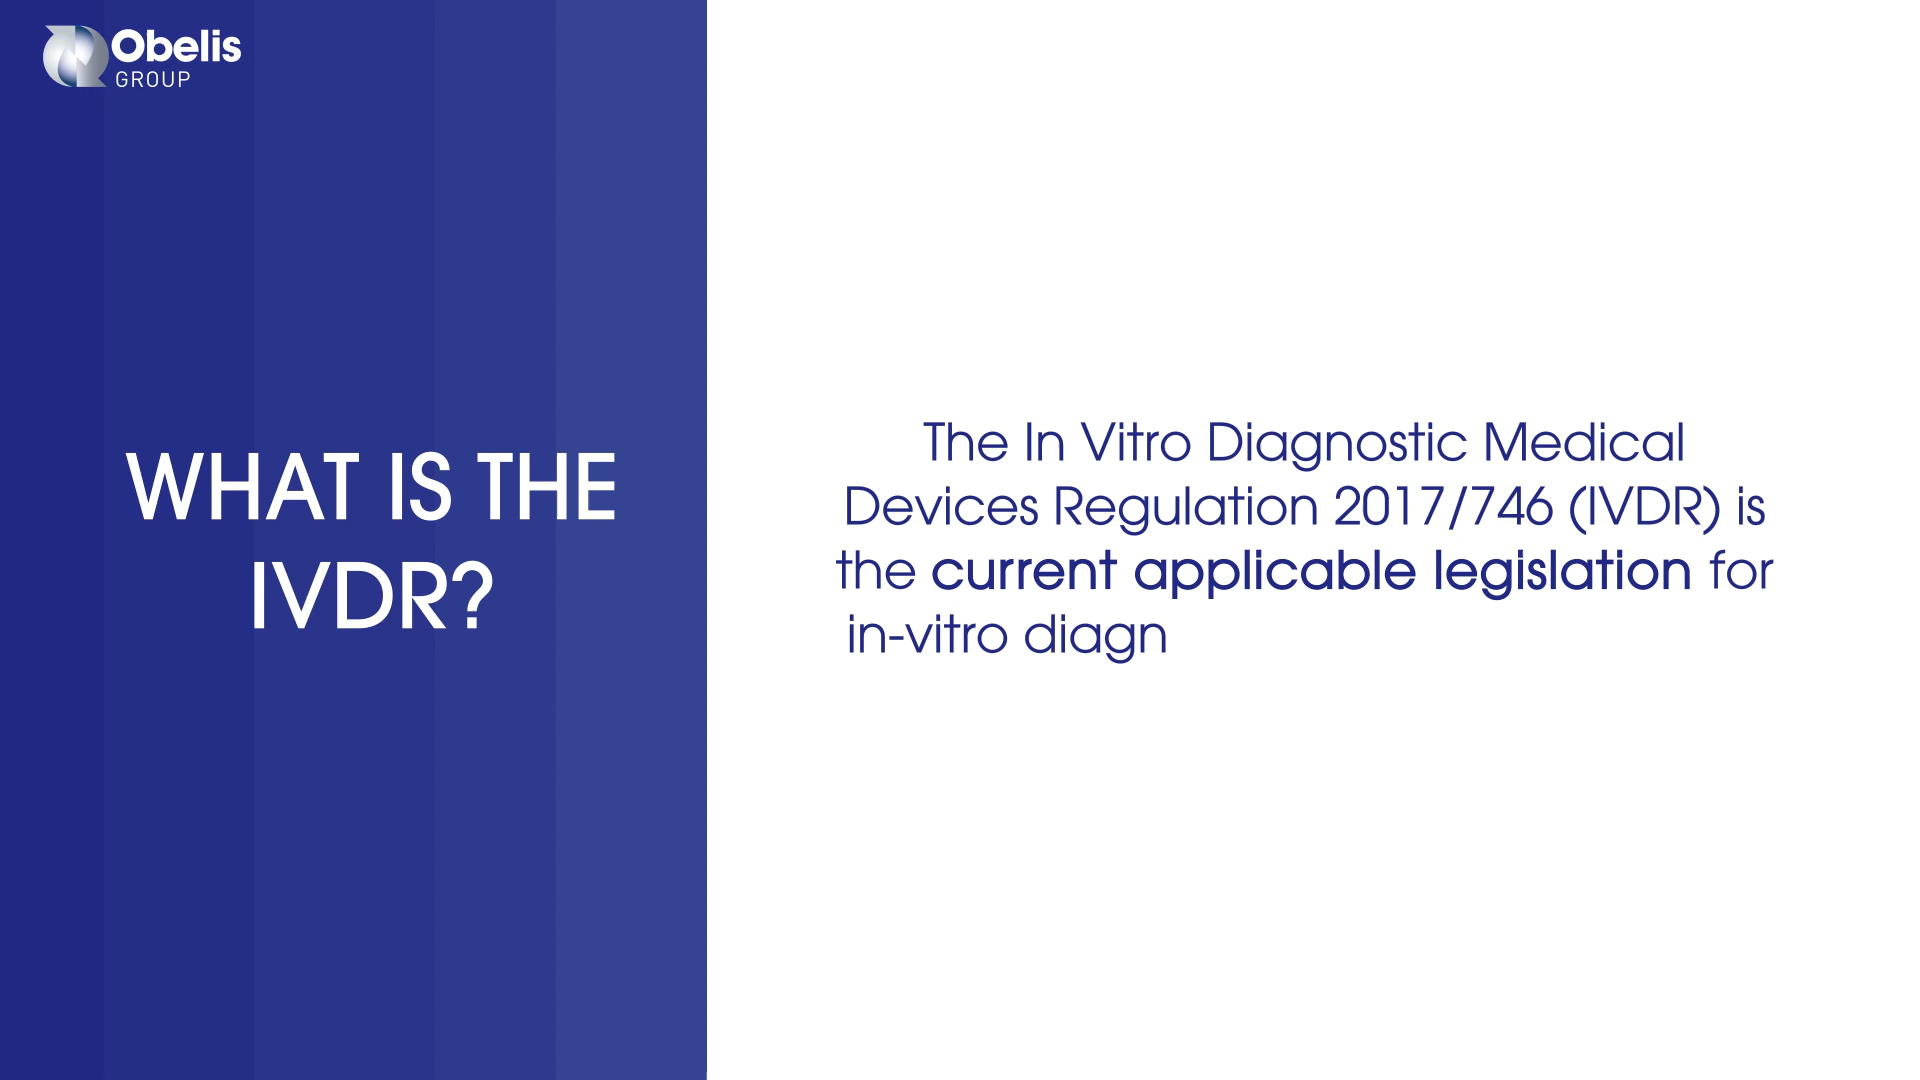 Obelis
GROUP
WHAT IS THE
IVDR?
The In Vitro Diagnostic Medical
Devices Regulation 2017/746 (IVDR) is
the current applicable legislation for
in-vitro diagn